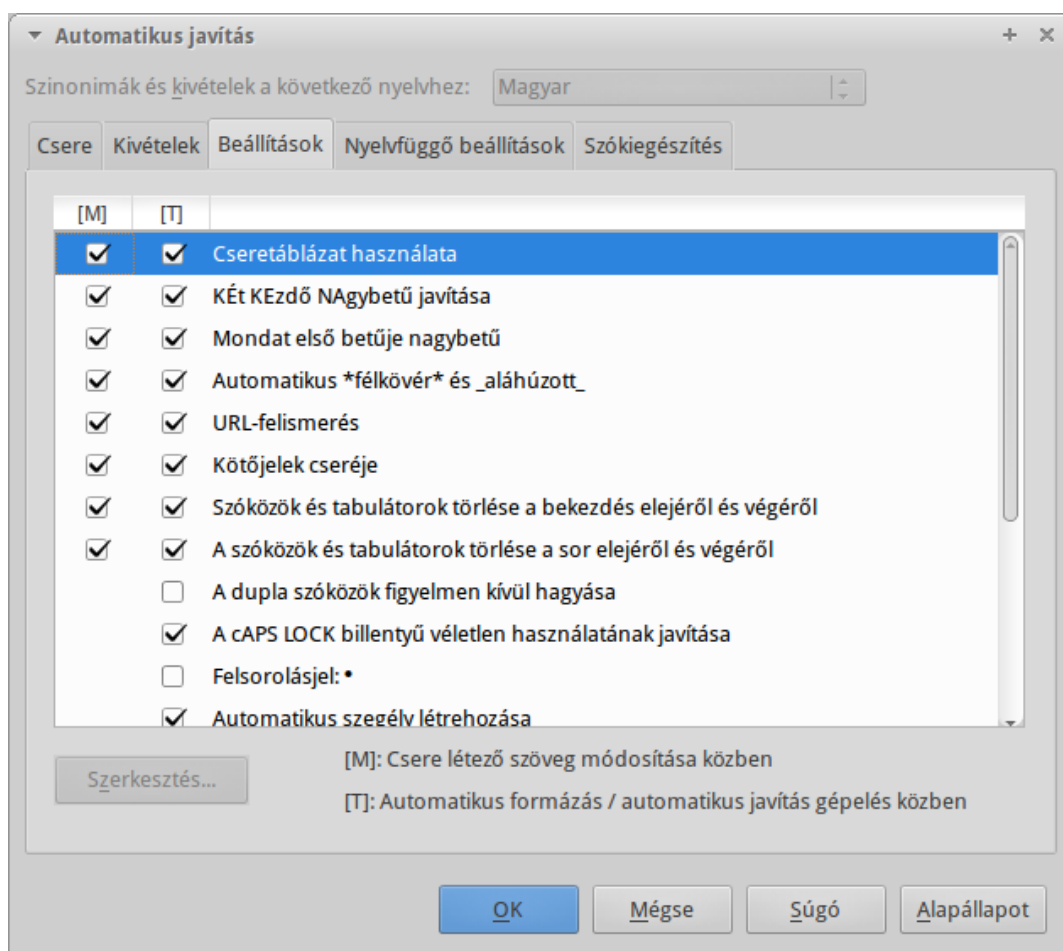 Automatikus javítás
Szinonimák és kivételek a következő nyelvhez: Magyar
Csere Kivételek Beállítások Nyelvfüggő beállítások Szókiegészítés
[M] [T]
Cseretáblázat használata
KÉt KEzdő NAgybetű javítása
Mondat első betűje nagybetű
Automatikus *félkövér* és _aláhúzott_
URL-felismerés
Kötőjelek cseréje
Szóközök és tabulátorok törlése a bekezdés elejéről és végéről
A szóközök és tabulátorok törlése a sor elejéről és végéről
A dupla szóközök figyelmen kívül hagyása
A cAPS LOCK billentyű véletlen használatának javítása
Felsorolásjel: •
Automatikus szegély létrehozása
Szerkesztés...
[M]: Csere létező szöveg módosítása közben
[T]: Automatikus formázás / automatikus javítás gépelés közben
OK Mégse Súgó Alapállapot